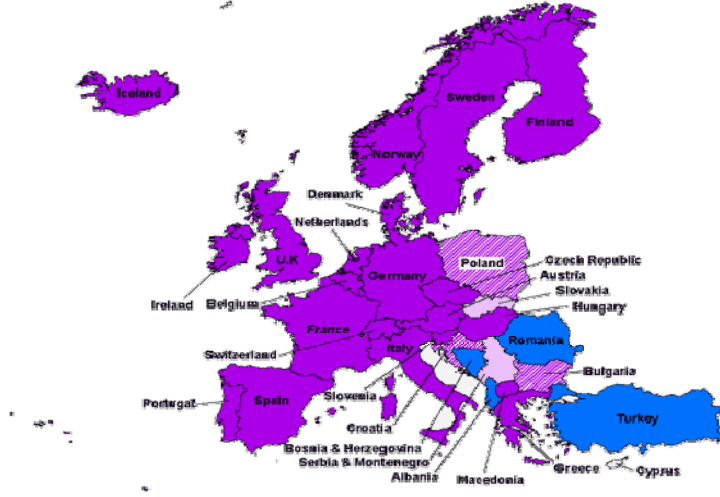 Iceland
Sweden
Finland
Norway
Denmark
Netherlands
U.K
Poland
Czech Republic
Germany
Austria
Slovakia
Ireland
Belgium
Hungary
France
Romania
Switzerland
Italy
Bulgaria
Slovenia
Portugal
Spain
Turkey
Croatia
Bosnia & Herzegovina
Serbia & Montenegro
Greece
Cyprus
Albania
Macedonia